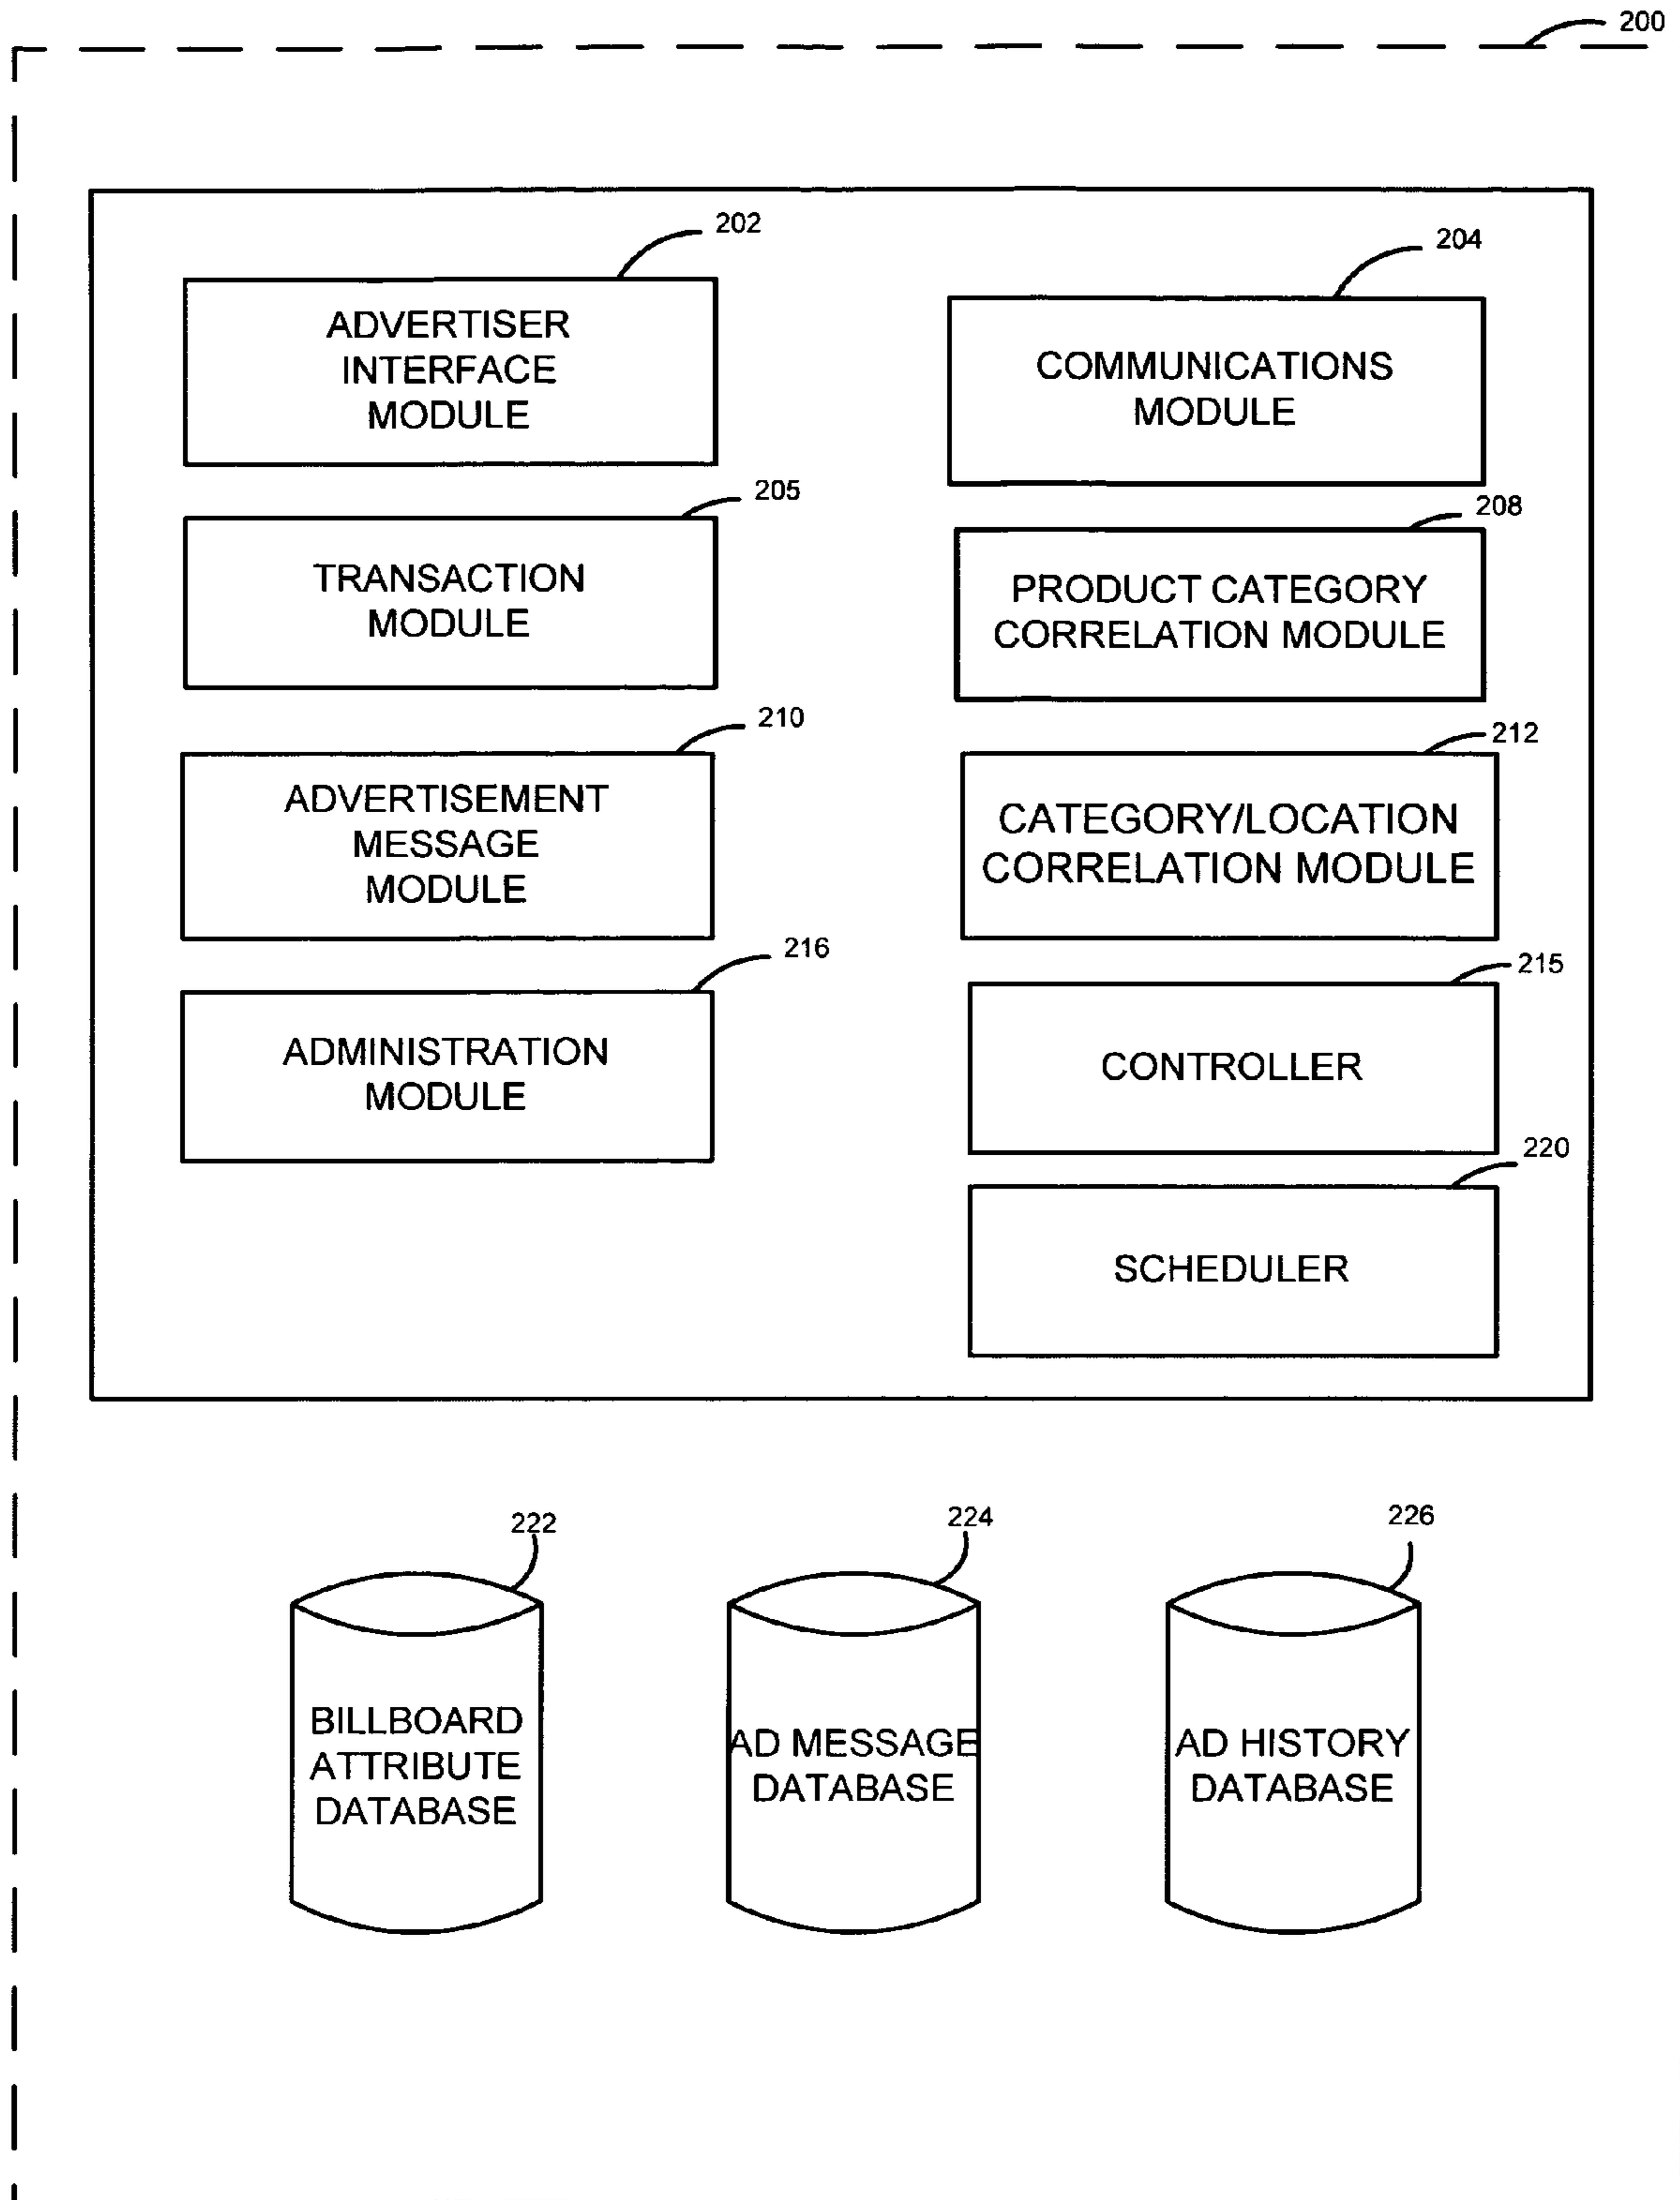 200
202
ADVERTISER
INTERFACE
MODULE
204
COMMUNICATIONS
MODULE
205
TRANSACTION
MODULE
208
PRODUCT CATEGORY
CORRELATION MODULE
210
ADVERTISEMENT
MESSAGE
MODULE
212
CATEGORY/LOCATION
CORRELATION MODULE
216
ADMINISTRATION
MODULE
215
CONTROLLER
220
SCHEDULER
222
BILLBOARD
ATTRIBUTE
DATABASE
224
AD MESSAGE
DATABASE
226
AD HISTORY
DATABASE